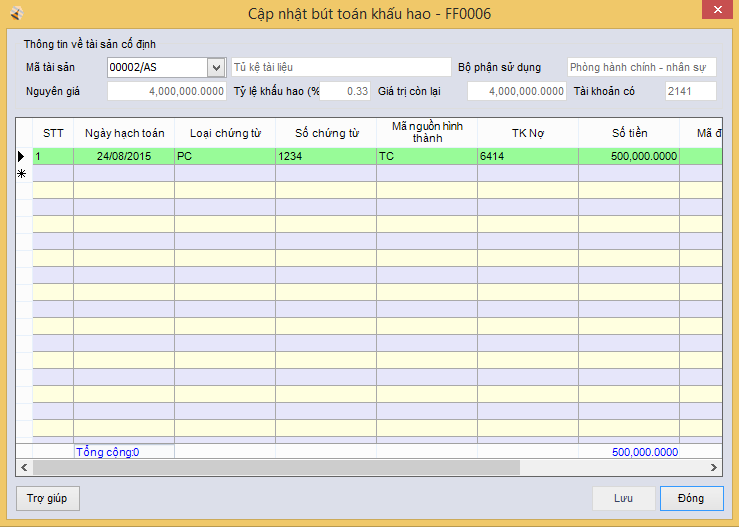 Cập nhật bút toán khấu hao - FF0006
Thông tin về tài sản cố định
Mã tài sản 00002/AS Tủ kệ tài liệu Bộ phận sử dụng Phòng hành chính - nhân sự
Nguyên giá 4,000,000.0000 Tỷ lệ khấu hao (% 0.33 Giá trị còn lại 4,000,000.0000 Tài khoản có 2141
STT Ngày hạch toán Loại chứng từ Số chứng từ Mã nguồn hình thành TK Nợ Số tiền Mã đ
1 24/08/2015 PC 1234 TC 6414 500,000.0000
Tổng cộng:0 500,000.0000
Trợ giúp Lưu Đóng